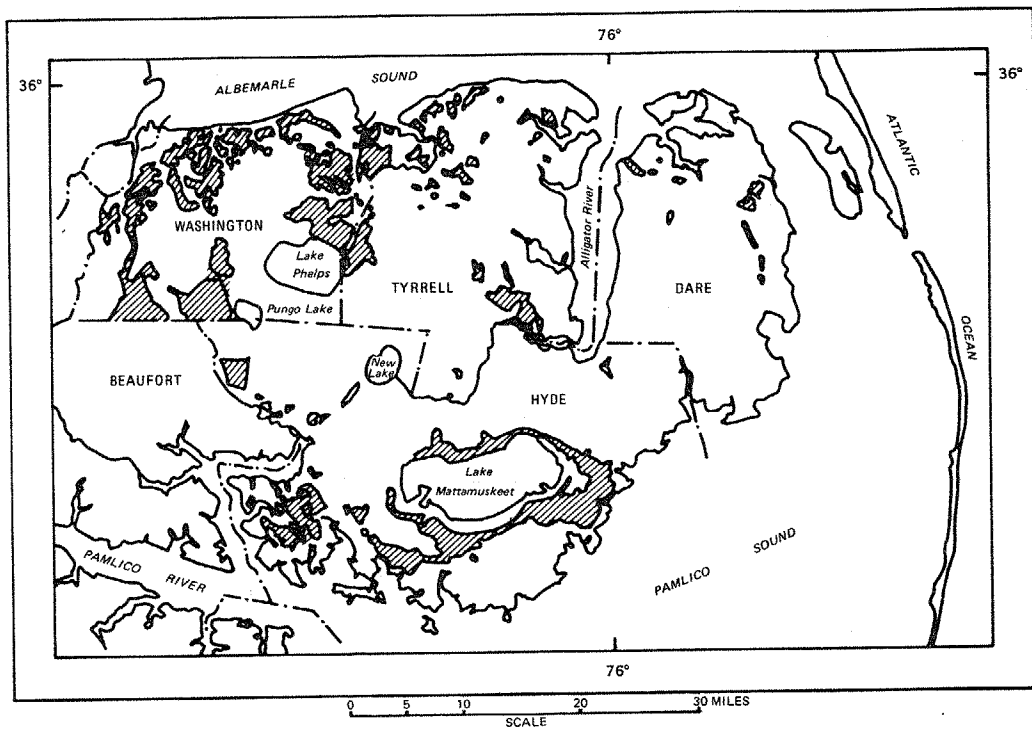 76°
36°
36°
ALBEMARLE SOUND
ATLANTIC
WASHINGTON
Alligator River
Lake
Phelps
TYRRELL
DARE
Pungo Lake
OCEAN
BEAUFORT
New
Lake
HYDE
Lake
Mattamuskeet
PAMLICO RIVER
PAMLICO SOUND
76°
0 5 10 20 30 MILES
SCALE